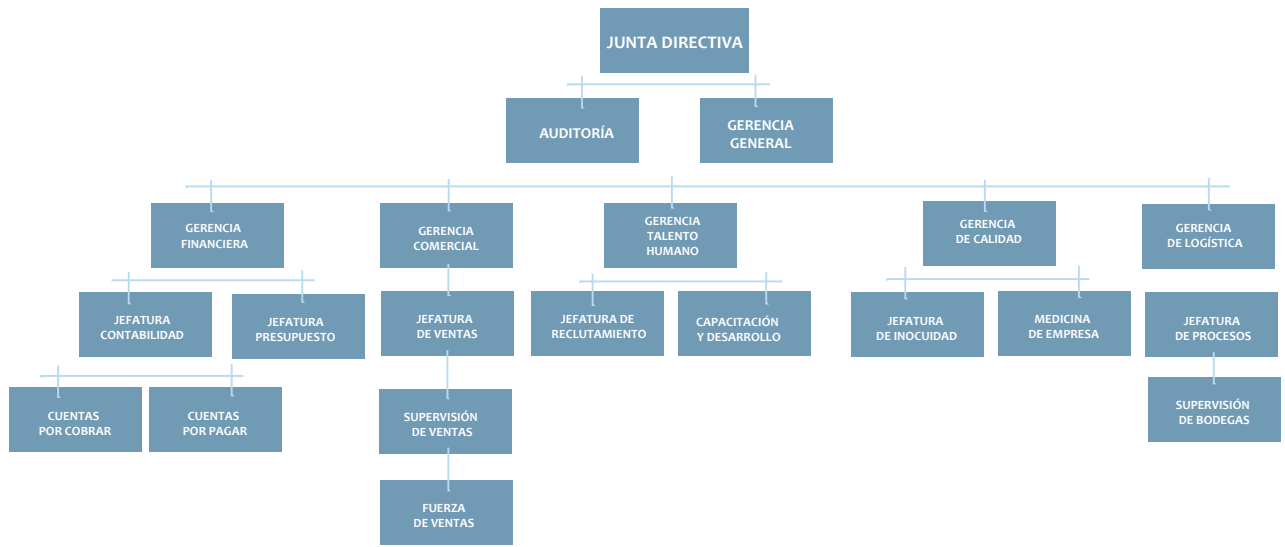 JUNTA DIRECTIVA
AUDITORÍA
GERENCIA
GENERAL
GERENCIA
FINANCIERA
GERENCIA
COMERCIAL
GERENCIA
TALENTO
HUMANO
GERENCIA
DE CALIDAD
GERENCIA
DE LOGÍSTICA
JEFATURA
CONTABILIDAD
JEFATURA
PRESUPUESTO
JEFATURA
DE VENTAS
JEFATURA DE
RECLUTAMIENTO
CAPACITACIÓN
Y DESARROLLO
JEFATURA
DE INOCUIDAD
MEDICINA
DE EMPRESA
JEFATURA
DE PROCESOS
CUENTAS
POR COBRAR
CUENTAS
POR PAGAR
SUPERVISIÓN
DE VENTAS
SUPERVISIÓN
DE BODEGAS
FUERZA
DE VENTAS